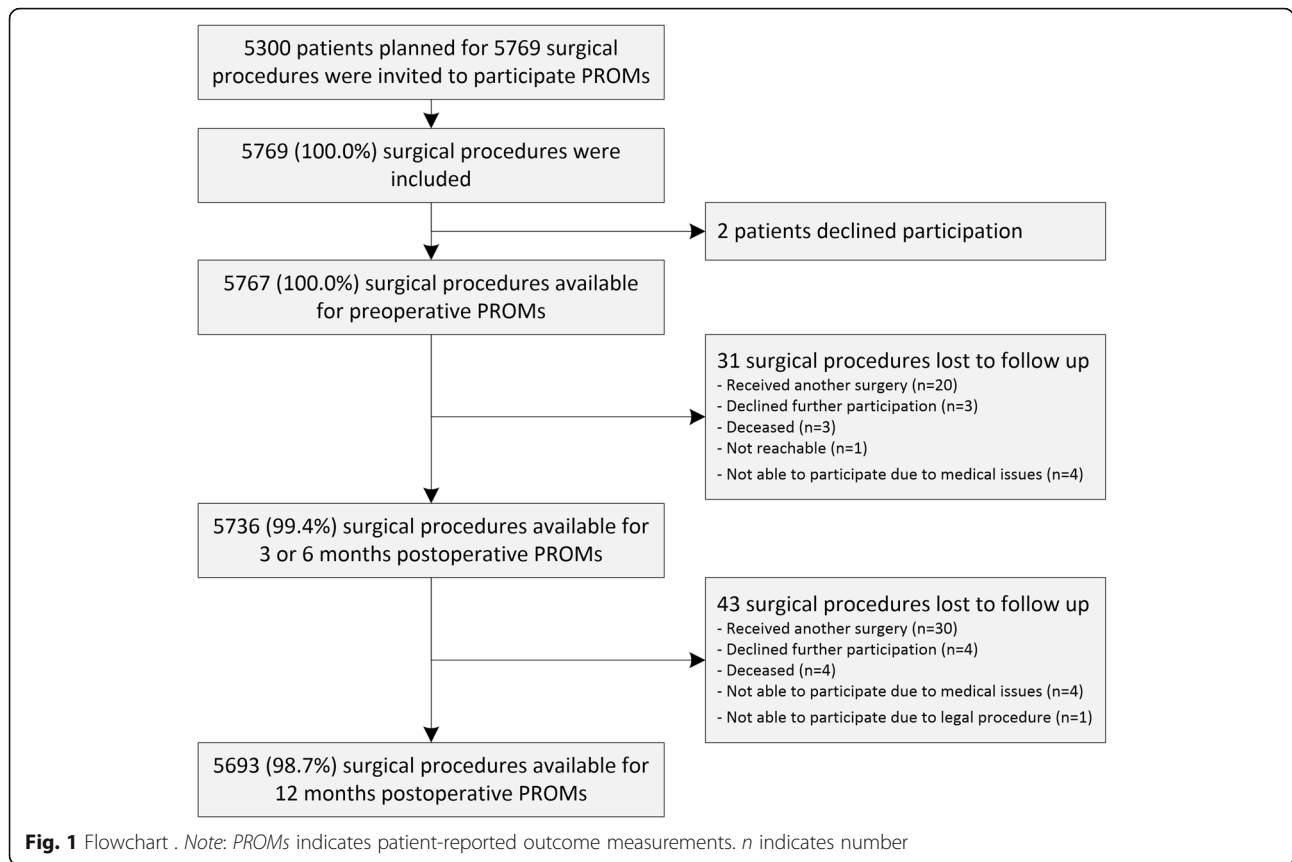 5300 patients planned for 5769 surgical
procedures were invited to participate PROMs
5769 (100.0%) surgical procedures were
included
2 patients declined participation
5767 (100.0%) surgical procedures available
for preoperative PROMs
31 surgical procedures lost to follow up
- Received another surgery (n=20)
- Declined further participation (n=3)
- Deceased (n=3)
- Not reachable (n=1)
- Not able to participate due to medical issues (n=4)
5736 (99.4%) surgical procedures available for
3 or 6 months postoperative PROMs
43 surgical procedures lost to follow up
- Received another surgery (n=30)
- Declined further participation (n=4)
- Deceased (n=4)
- Not able to participate due to medical issues (n=4)
- Not able to participate due to legal procedure (n=1)
5693 (98.7%) surgical procedures available for
12 months postoperative PROMs
Fig. 1 Flowchart . Note: PROMs indicates patient-reported outcome measurements. n indicates number